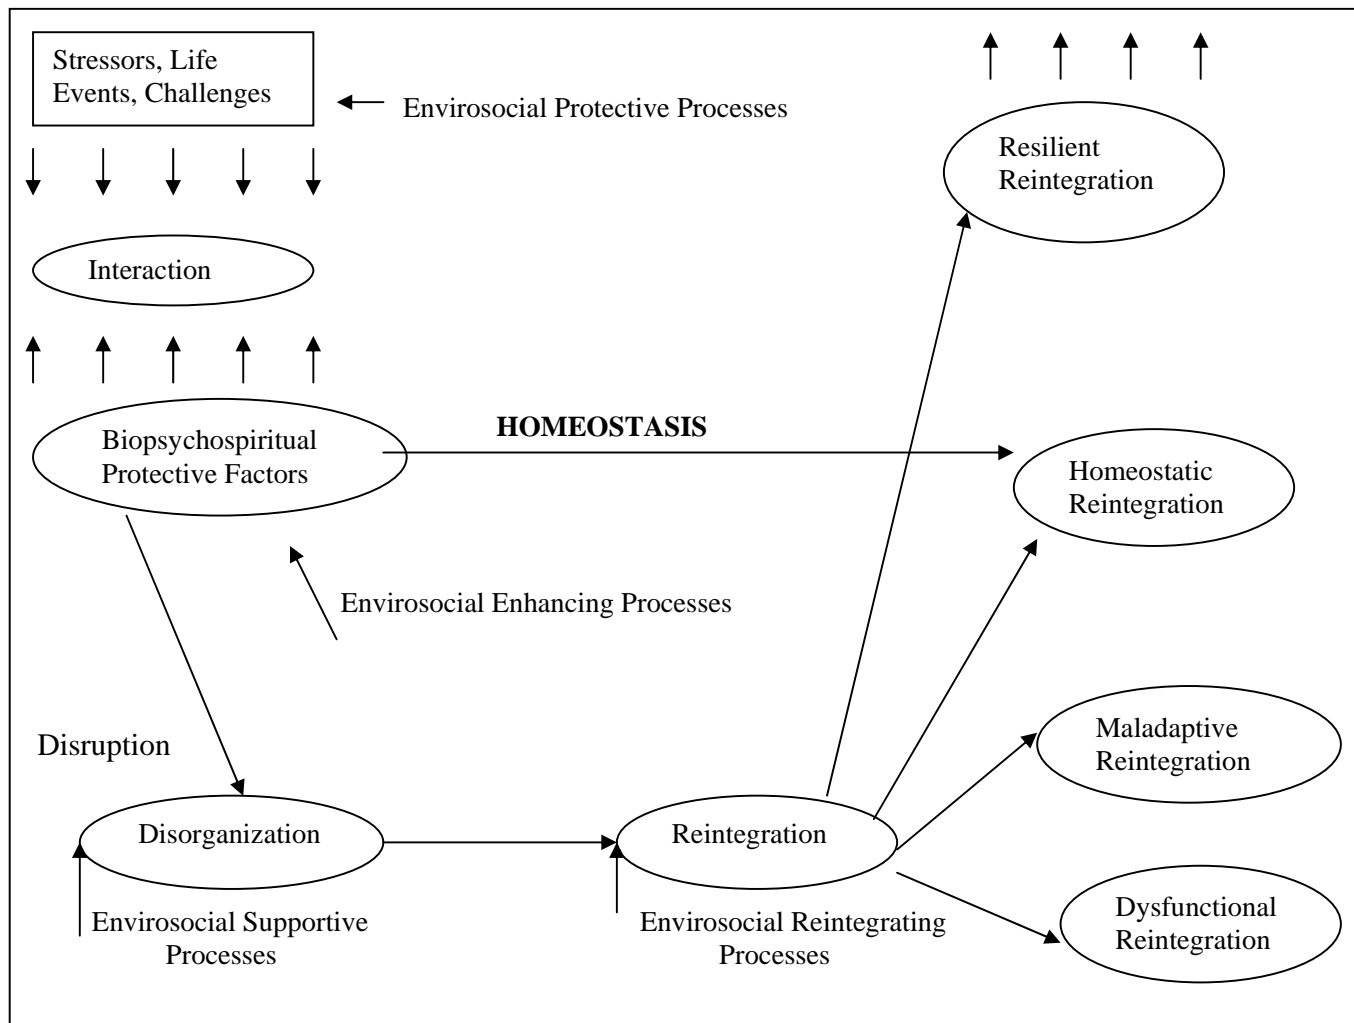 Stressors, Life
Events, Challenges
Envirosocial Protective Processes
Resilient
Reintegration
Interaction
HOMEOSTASIS
Biopsychospiritual
Protective Factors
Homeostatic
Reintegration
Envirosocial Enhancing Processes
Disruption
Maladaptive
Reintegration
Disorganization
Reintegration
Envirosocial Supportive
Processes
Envirosocial Reintegrating
Processes
Dysfunctional
Reintegration